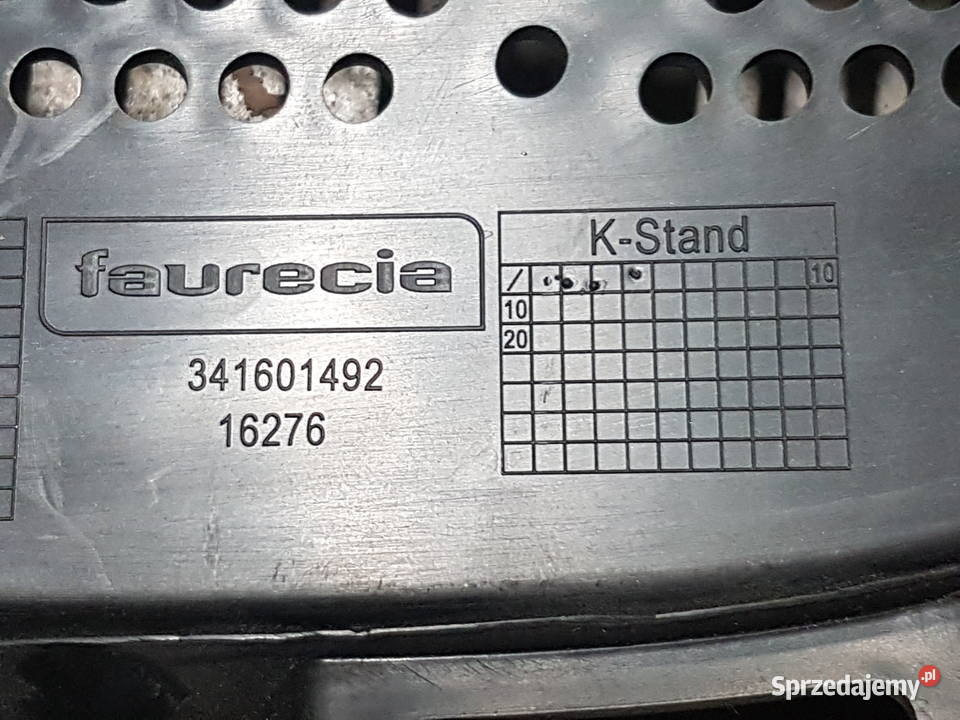 faurecia
341601492
16276
K-Stand
/ 10
10
20
Sprzedajemy.pl